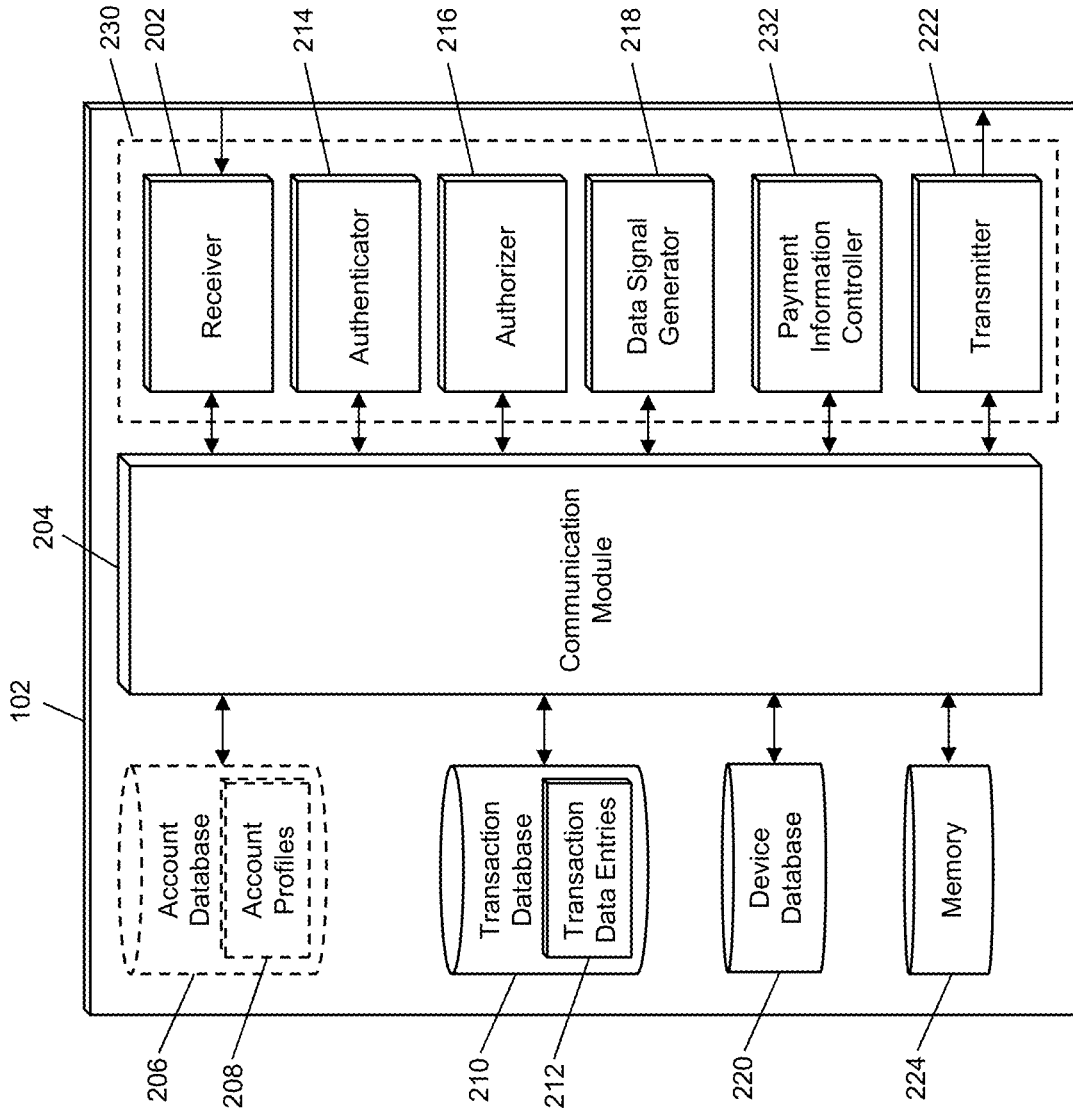 102
204
230
202
214
216
218
232
222
206
208
210
212
220
224
Account
Database
Account
Profiles
Transaction
Database
Transaction
Data Entries
Device
Database
Memory
Communication
Module
Receiver
Authenticator
Authorizer
Data Signal
Generator
Payment
Information
Controller
Transmitter